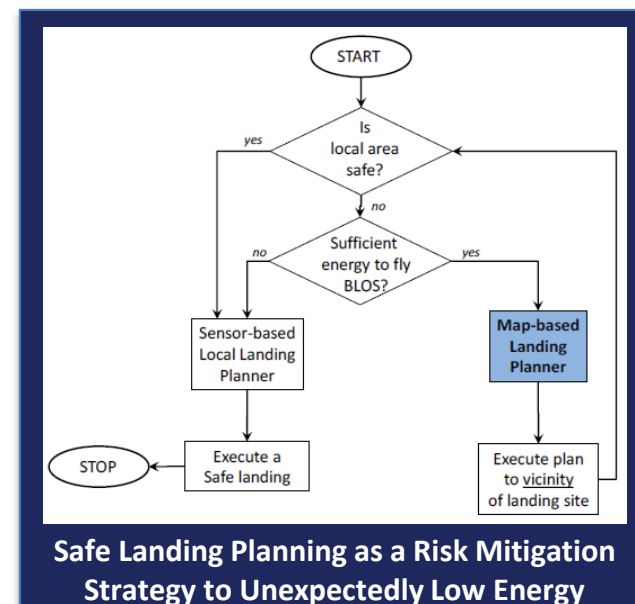 START
Is
local area
safe?
yes
no
Sufficient
energy to fly
BLOS?
no
yes
Sensor-based
Local Landing
Planner
Map-based
Landing
Planner
Execute a
Safe landing
STOP
Execute plan
to vicinity
of landing site
Safe Landing Planning as a Risk Mitigation
Strategy to Unexpectedly Low Energy